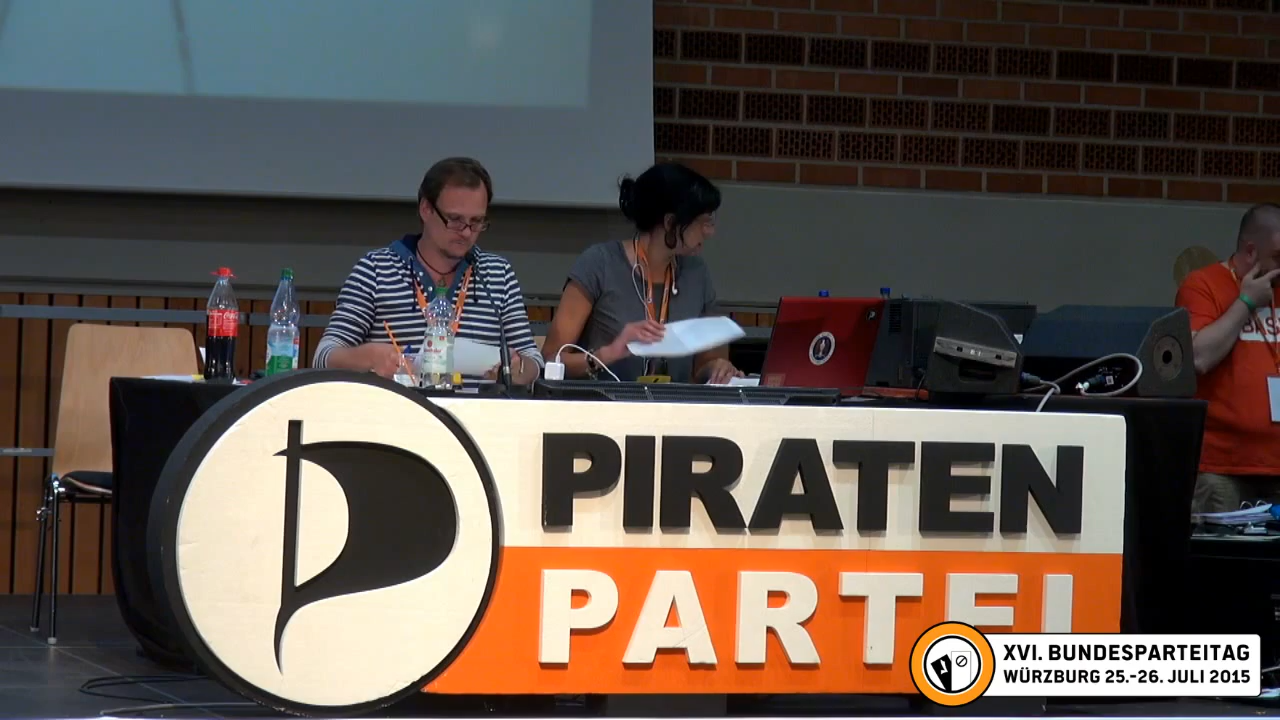 PIRATEN
PARTEI
XVI. BUNDESPARTEITAG
WÜRZBURG 25.-26. JULI 2015